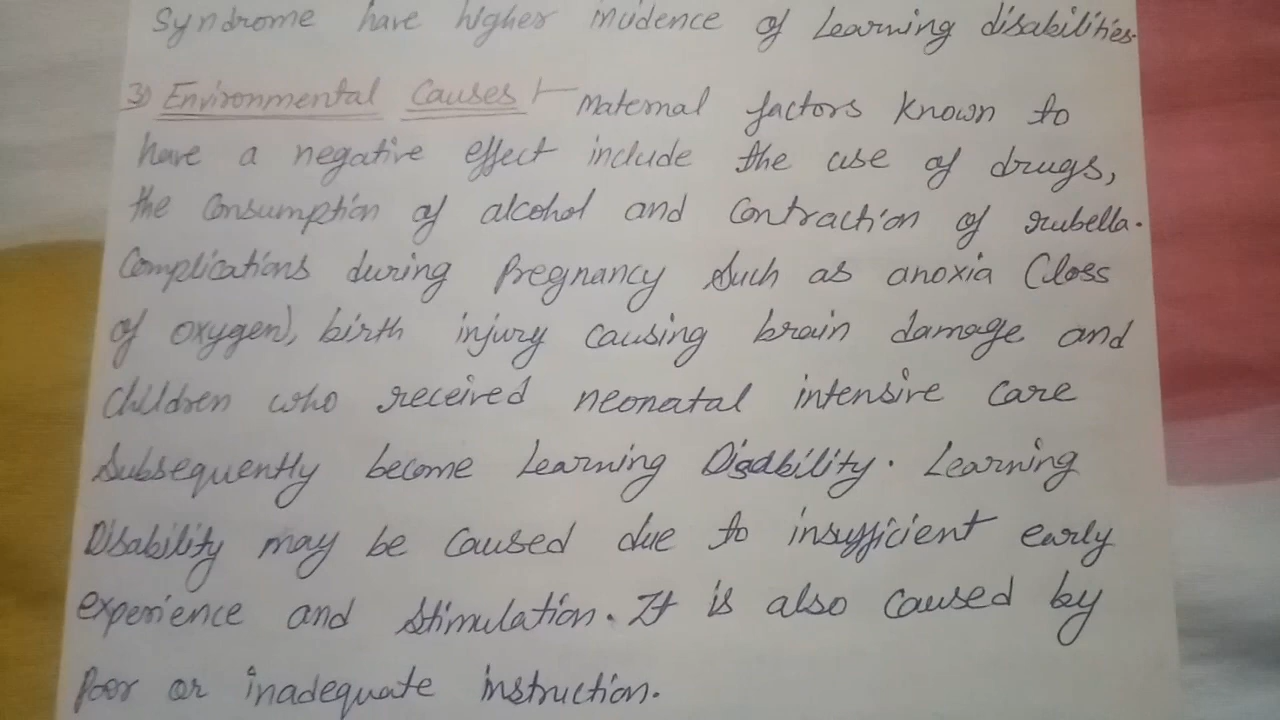 Syndrome have higher incidence of Learning disabilities.
3) Environmental Causes :- Maternal factors known to
have a negative effect include the use of drugs,
the Consumption of alcohol and Contraction of rubella.
Complications during Pregnancy such as anoxia (loss
of oxygen), birth injury causing brain damage and
children who received neonatal intensive care
Subsequently become Learning Disability. Learning
Disability may be caused due to insufficient early
experience and stimulation. It is also caused by
Poor or inadequate instruction.